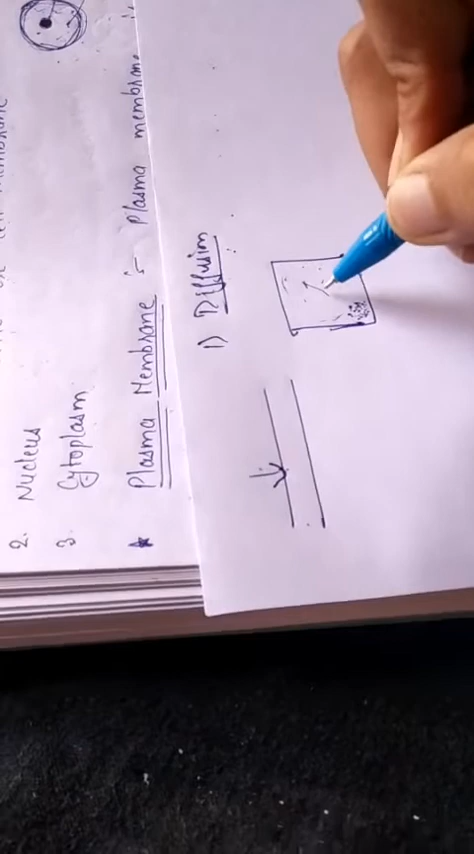 2. Nucleus
3. Cytoplasm
★ Plasma Membrane :- Plasma membrane
1) Diffusion